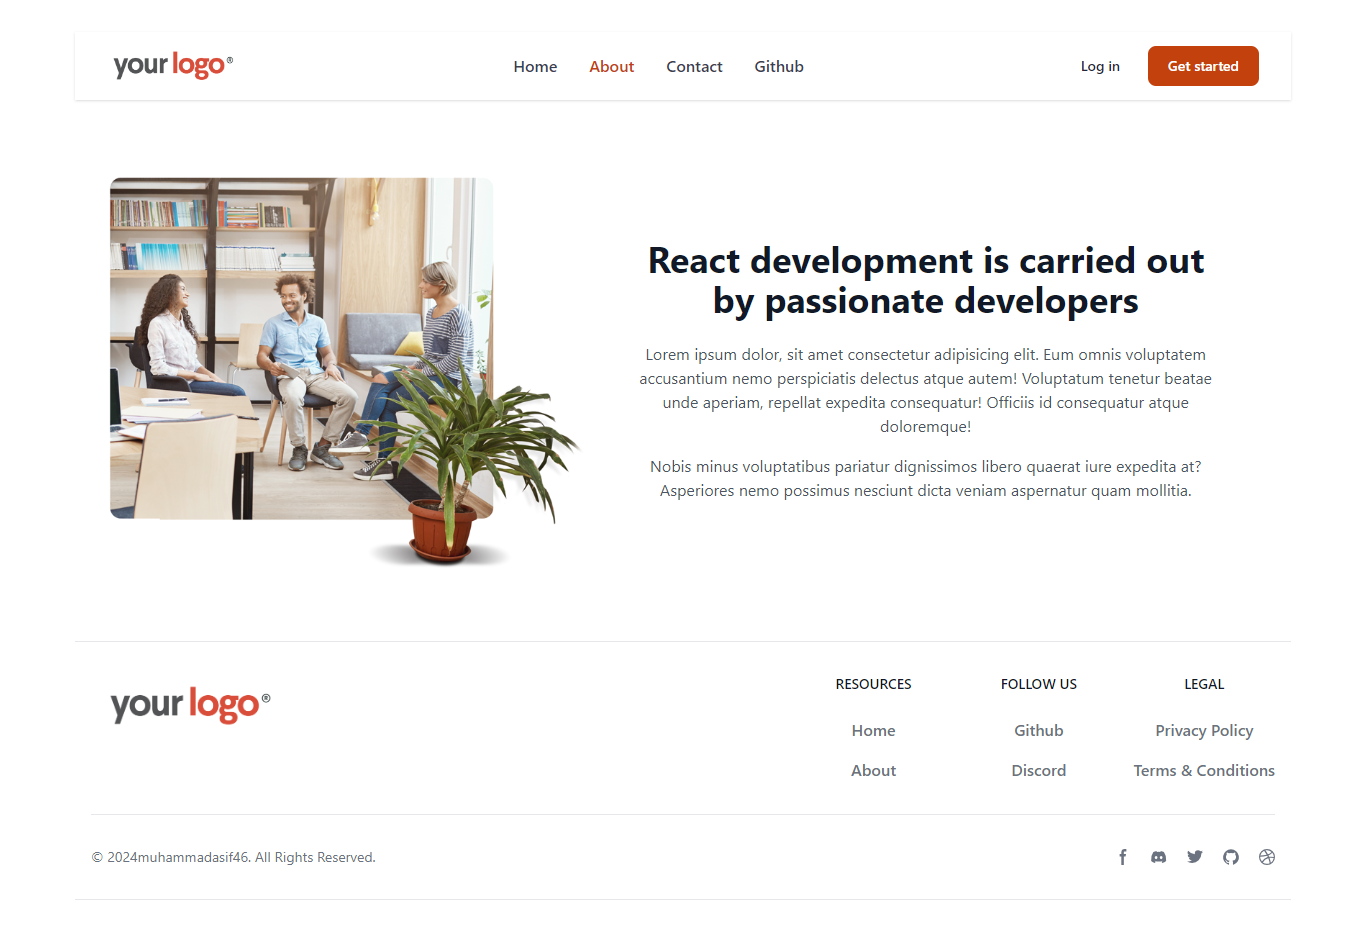 yourlogo®
Home About Contact Github
Log in Get started
React development is carried out
by passionate developers
Lorem ipsum dolor, sit amet consectetur adipisicing elit. Eum omnis voluptatem
accusantium nemo perspiciatis delectus atque autem! Voluptatum tenetur beatae
unde aperiam, repellat expedita consequatur! Officiis id consequatur atque
doloremque!
Nobis minus voluptatibus pariatur dignissimos libero quaerat iure expedita at?
Asperiores nemo possimus nesciunt dicta veniam aspernatur quam mollitia.
yourlogo®
RESOURCES FOLLOW US LEGAL
Home Github Privacy Policy
About Discord Terms & Conditions
© 2024muhammadasif46. All Rights Reserved.